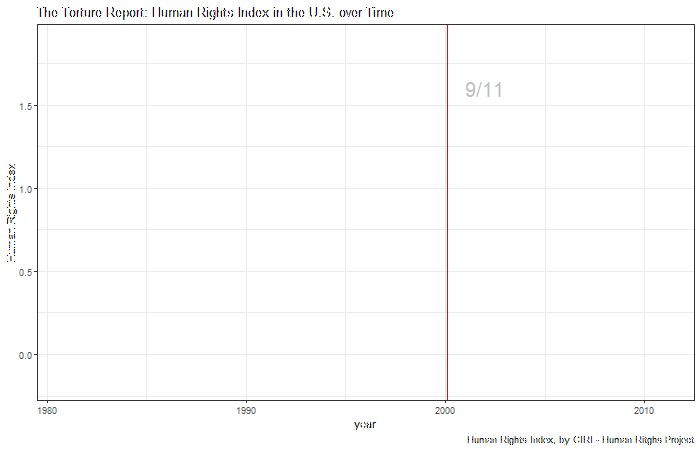 The Torture Report: Human Rights Index in the U.S. over Time
9/11
1.5
1.0
0.5
0.0
Human Rights Index
1980
1990
2000
2010
year
Human Rights Index, by CIRI - Human Ritghs Project